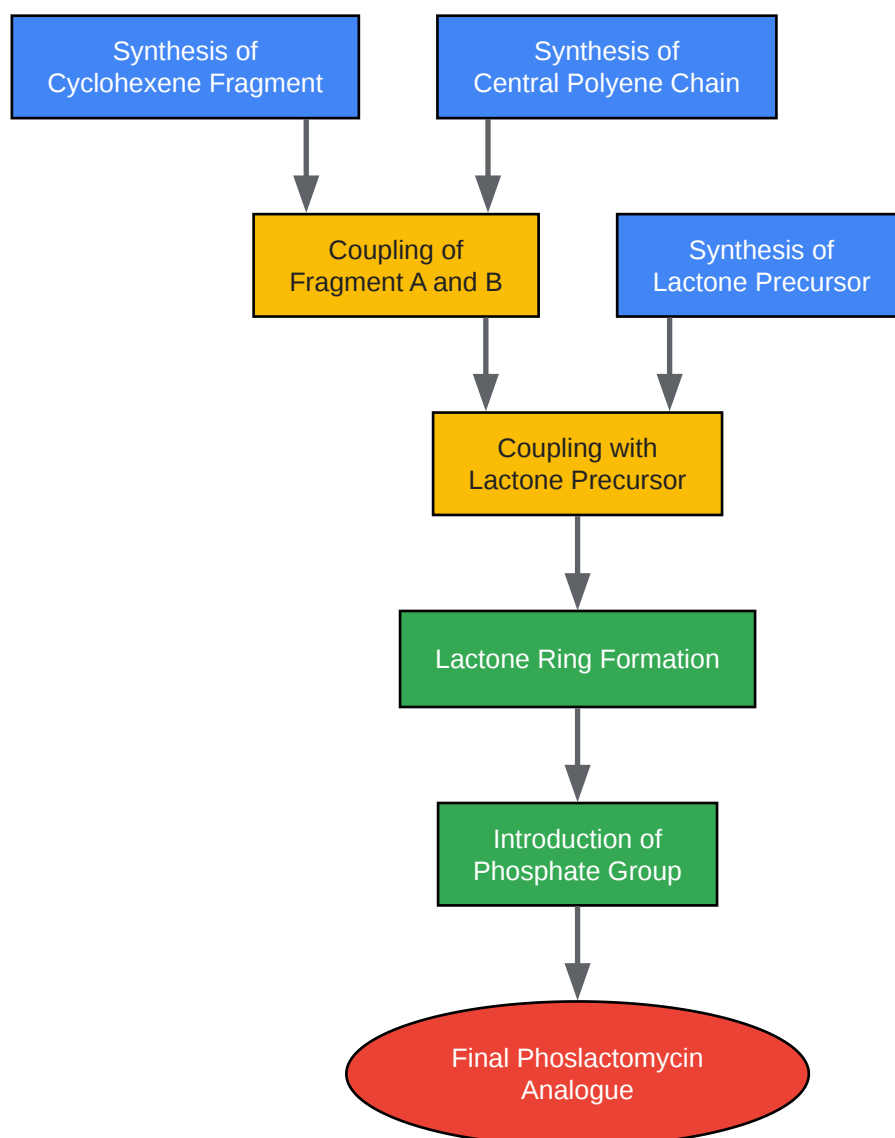 Synthesis of
Cyclohexene Fragment
Synthesis of
Central Polyene Chain
Coupling of
Fragment A and B
Synthesis of
Lactone Precursor
Coupling with
Lactone Precursor
Lactone Ring Formation
Introduction of
Phosphate Group
Final Phoslactomycin
Analogue